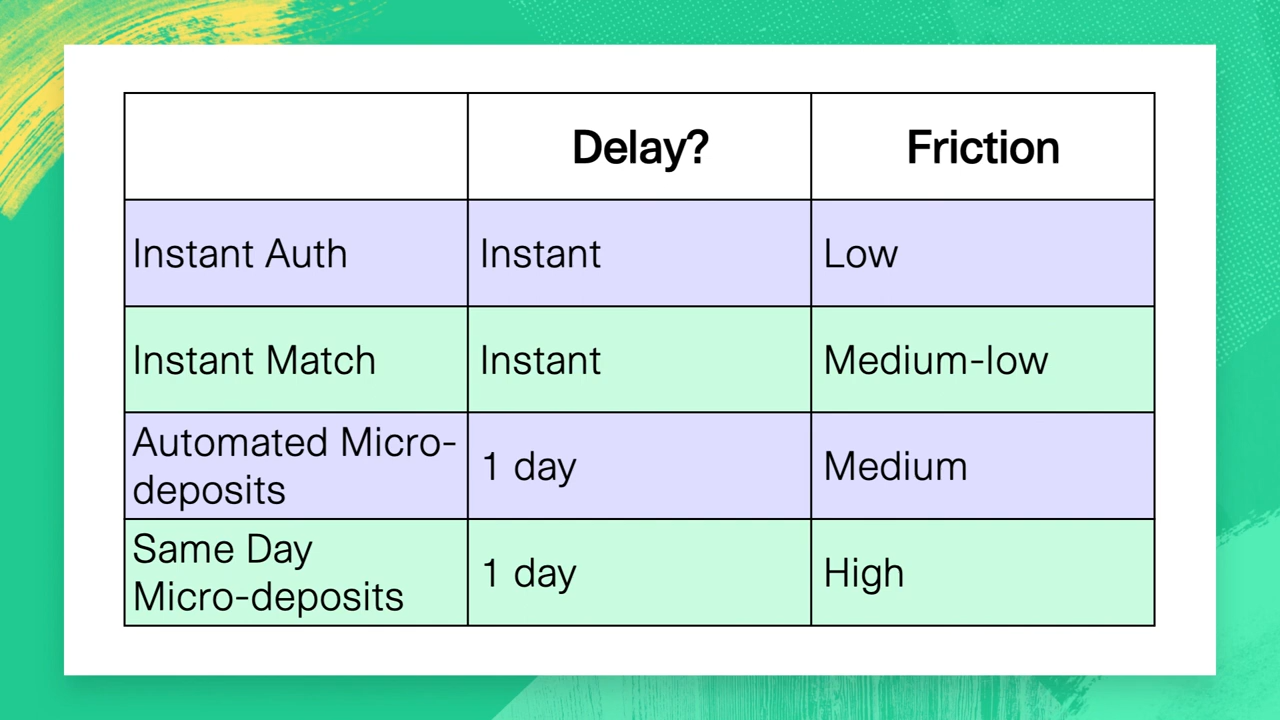 Delay?
Friction
Instant Auth
Instant
Low
Instant Match
Instant
Medium-low
Automated Micro-
deposits
1 day
Medium
Same Day
Micro-deposits
1 day
High